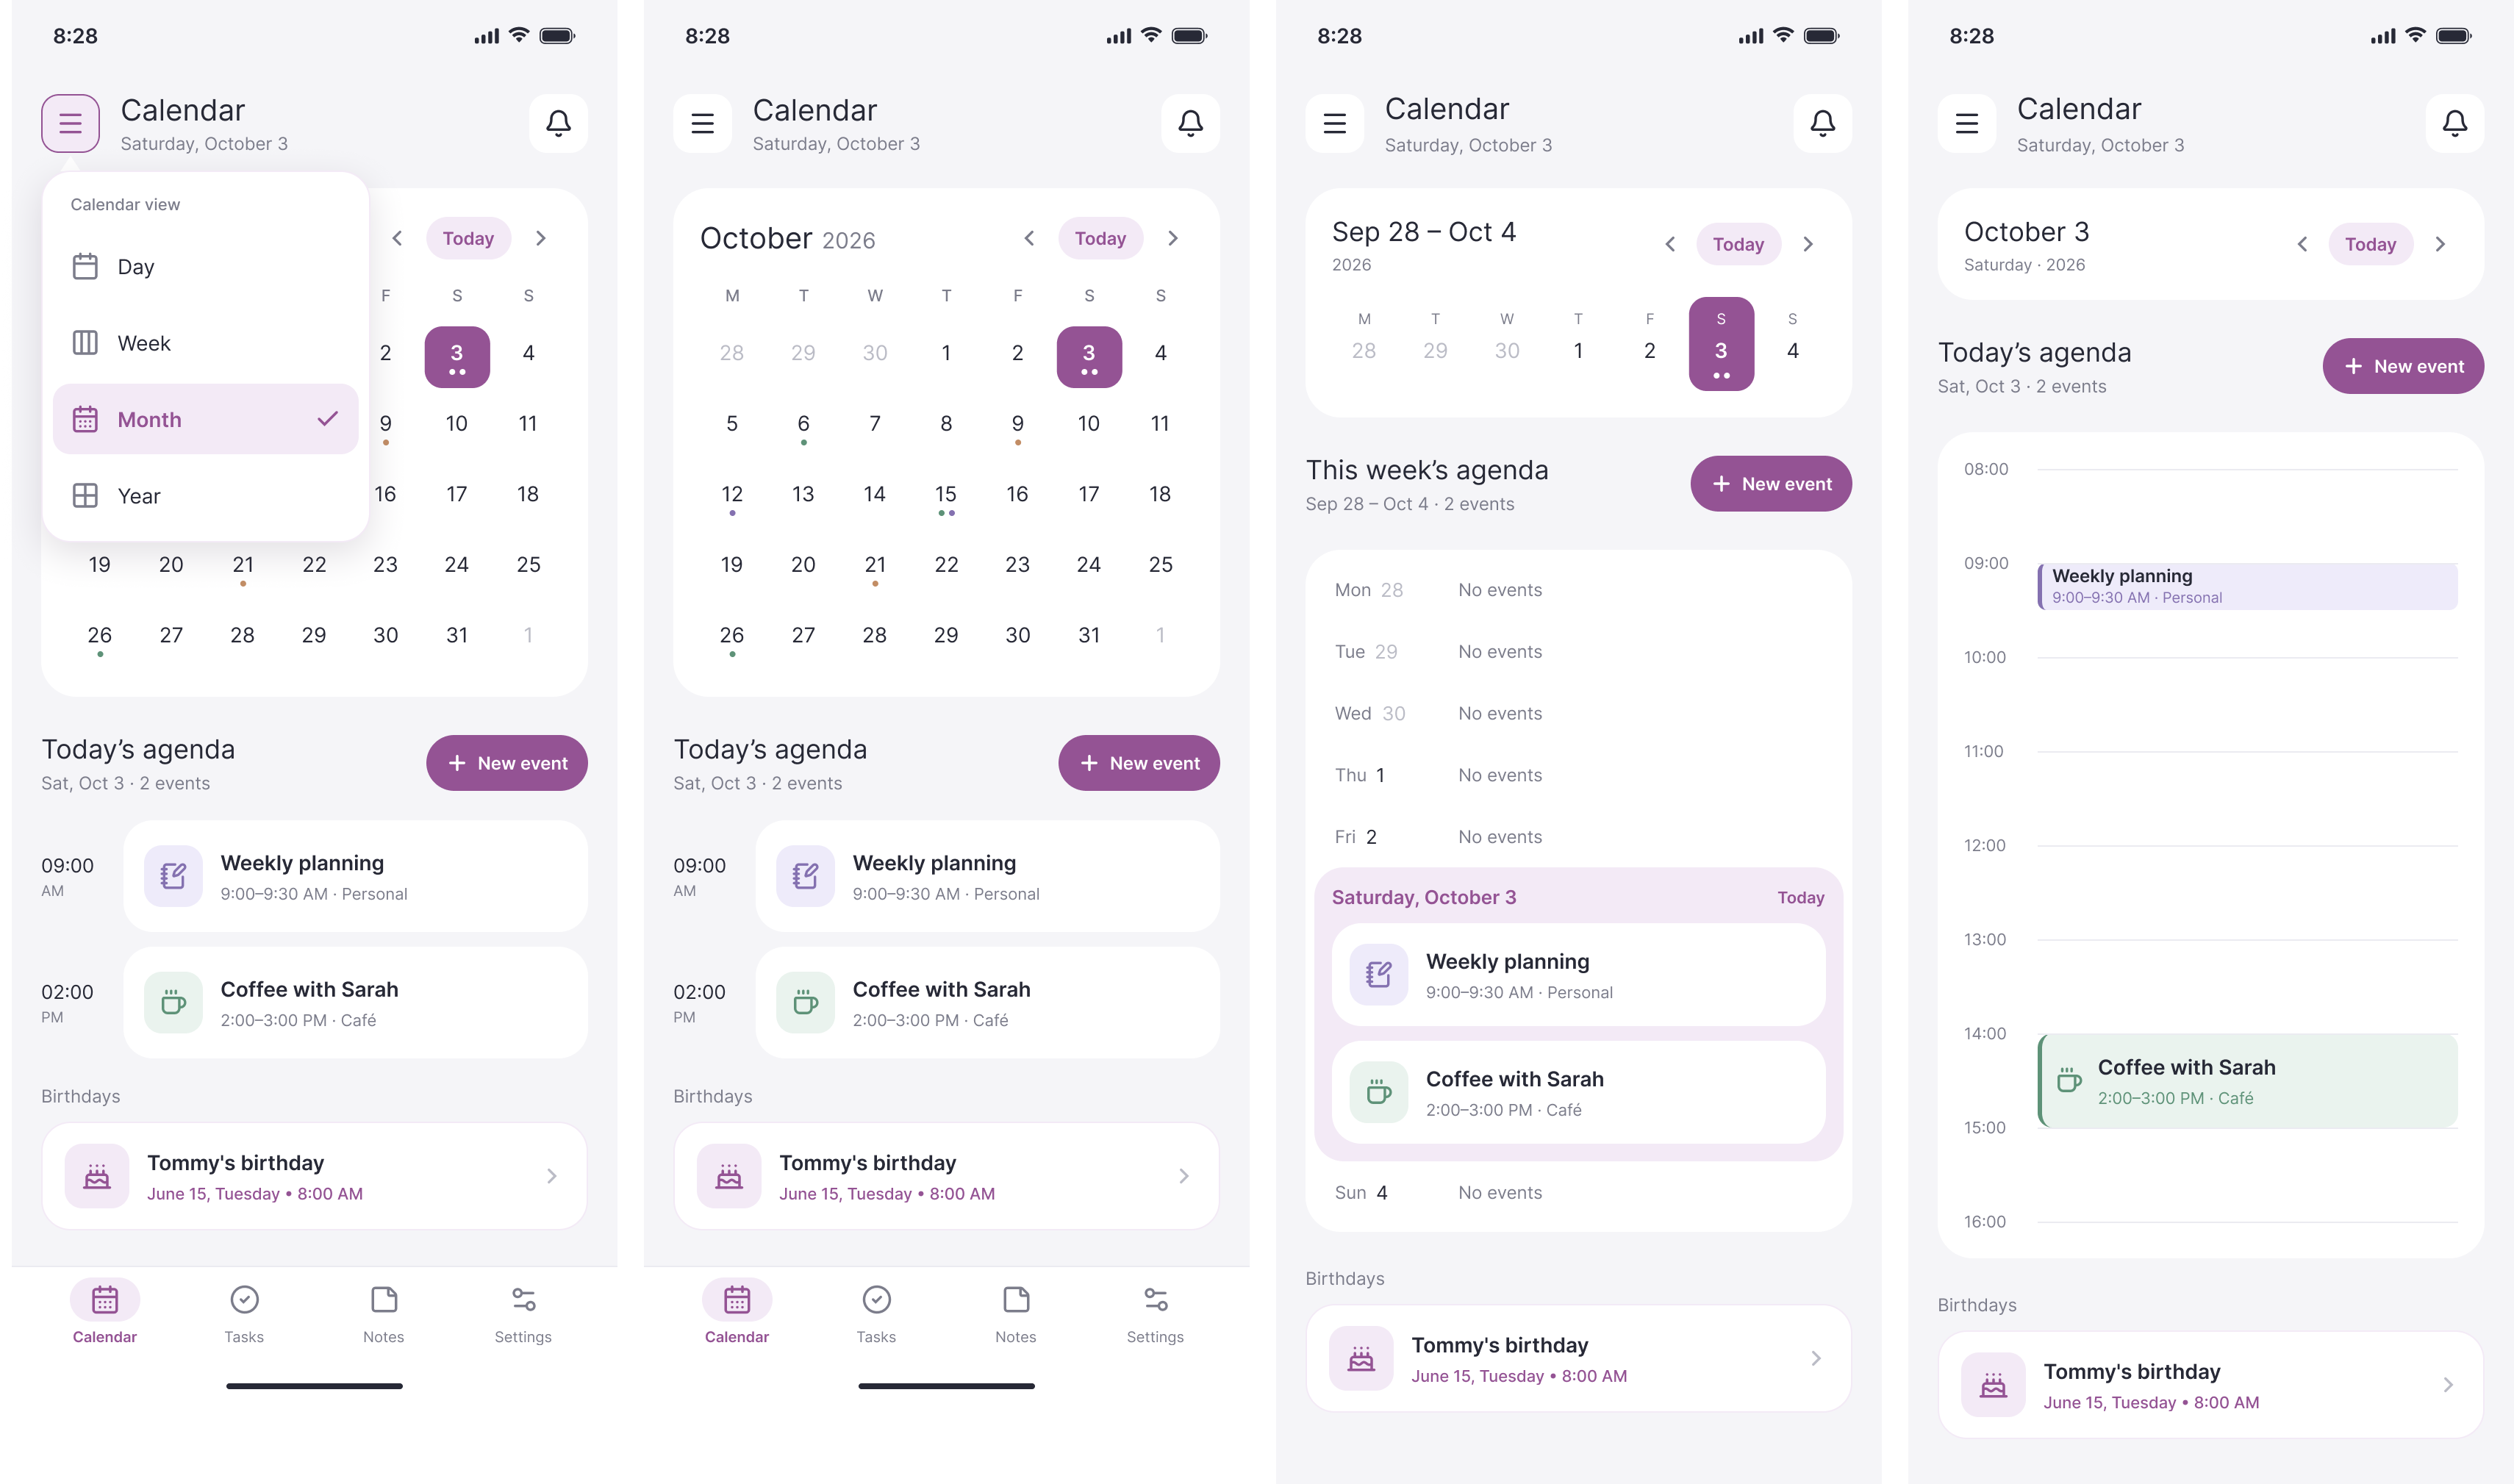 8:28
Calendar
Saturday, October 3
Calendar view
Day
Week
Month
Year
Today
F S S
2 3 4
9 10 11
16 17 18
19 20 21 22 23 24 25
26 27 28 29 30 31 1
Today’s agenda
Sat, Oct 3 · 2 events
New event
09:00
AM
Weekly planning
9:00–9:30 AM · Personal
02:00
PM
Coffee with Sarah
2:00–3:00 PM · Café
Birthdays
Tommy's birthday
June 15, Tuesday • 8:00 AM
Calendar Tasks Notes Settings
8:28
Calendar
Saturday, October 3
October 2026
Today
M T W T F S S
28 29 30 1 2 3 4
5 6 7 8 9 10 11
12 13 14 15 16 17 18
19 20 21 22 23 24 25
26 27 28 29 30 31 1
Today’s agenda
Sat, Oct 3 · 2 events
New event
09:00
AM
Weekly planning
9:00–9:30 AM · Personal
02:00
PM
Coffee with Sarah
2:00–3:00 PM · Café
Birthdays
Tommy's birthday
June 15, Tuesday • 8:00 AM
Calendar Tasks Notes Settings
8:28
Calendar
Saturday, October 3
Sep 28 – Oct 4
2026
Today
M T W T F S S
28 29 30 1 2 3 4
This week’s agenda
Sep 28 – Oct 4 · 2 events
New event
Mon 28 No events
Tue 29 No events
Wed 30 No events
Thu 1 No events
Fri 2 No events
Saturday, October 3 Today
Weekly planning
9:00–9:30 AM · Personal
Coffee with Sarah
2:00–3:00 PM · Café
Sun 4 No events
Birthdays
Tommy's birthday
June 15, Tuesday • 8:00 AM
8:28
Calendar
Saturday, October 3
October 3
Saturday · 2026
Today
Today’s agenda
Sat, Oct 3 · 2 events
New event
08:00
09:00
Weekly planning
9:00–9:30 AM · Personal
10:00
11:00
12:00
13:00
14:00
Coffee with Sarah
2:00–3:00 PM · Café
15:00
16:00
Birthdays
Tommy's birthday
June 15, Tuesday • 8:00 AM